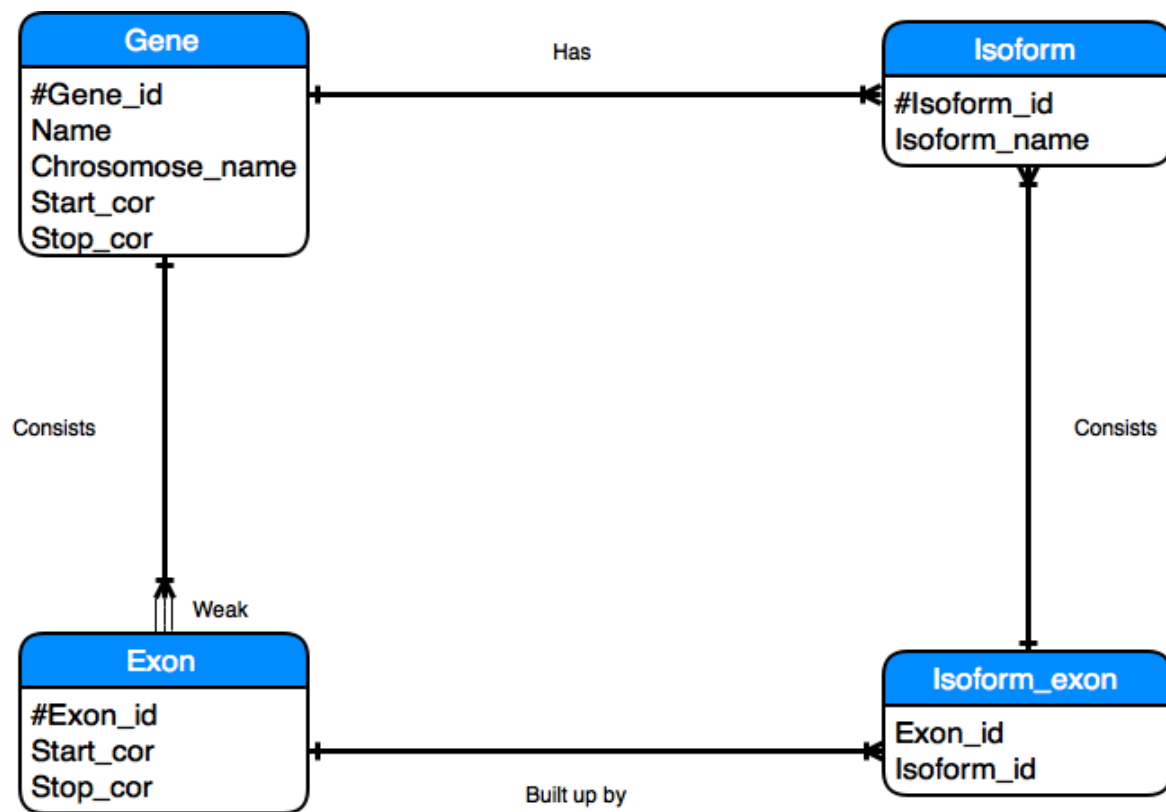 Gene
#Gene_id
Name
Chrosomose_name
Start_cor
Stop_cor
Has
Isoform
#Isoform_id
Isoform_name
Consists
Consists
Weak
Exon
#Exon_id
Start_cor
Stop_cor
Built up by
Isoform_exon
Exon_id
Isoform_id